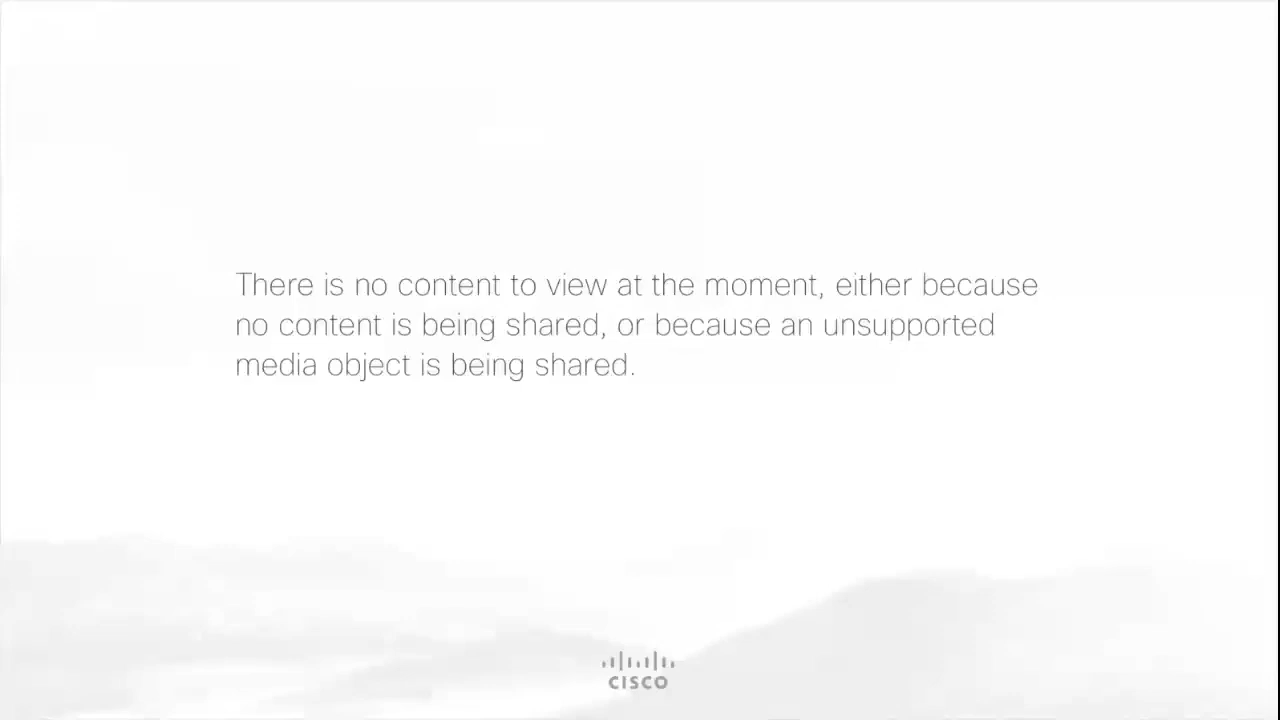 There is no content to view at the moment, either because
no content is being shared, or because an unsupported
media object is being shared.
CISCO